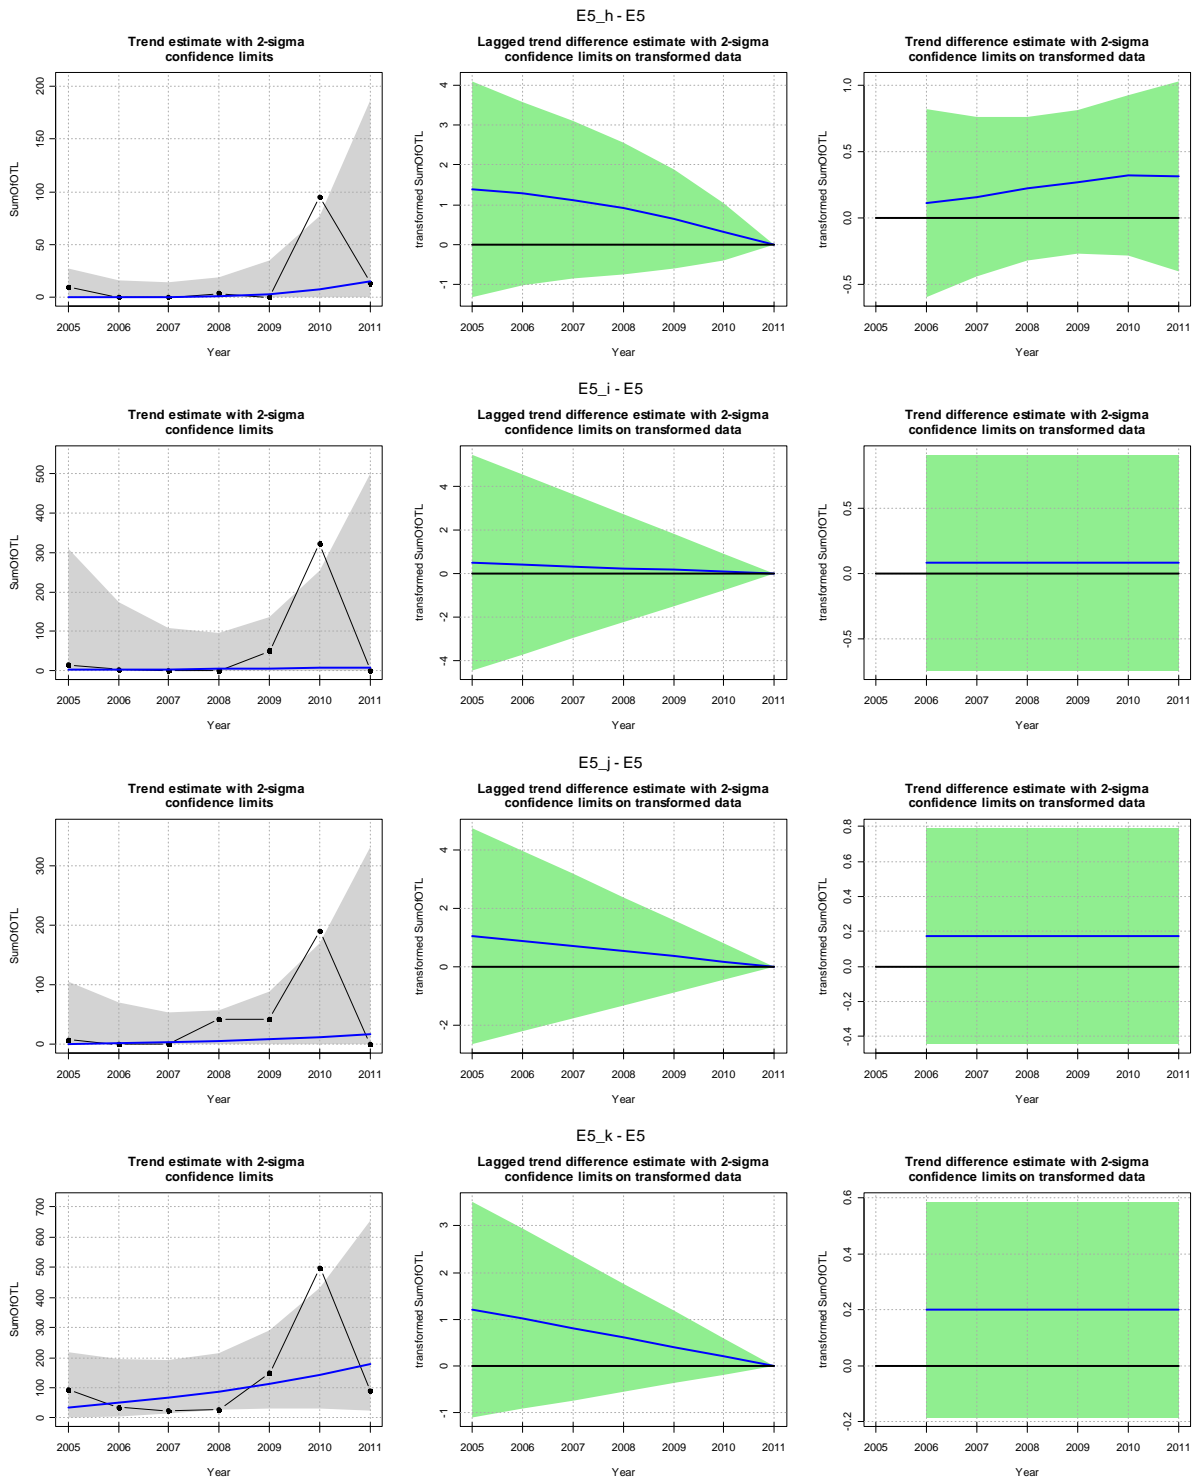 E5_h - E5
Trend estimate with 2-sigma
confidence limits
Lagged trend difference estimate with 2-sigma
confidence limits on transformed data
Trend difference estimate with 2-sigma
confidence limits on transformed data
SumOfOTL
200
150
100
50
0
2005 2006 2007 2008 2009 2010 2011
Year
transformed SumOfOTL
4
3
2
1
0
-1
2005 2006 2007 2008 2009 2010 2011
Year
transformed SumOfOTL
1.0
0.5
0.0
-0.5
2005 2006 2007 2008 2009 2010 2011
Year
E5_i - E5
Trend estimate with 2-sigma
confidence limits
Lagged trend difference estimate with 2-sigma
confidence limits on transformed data
Trend difference estimate with 2-sigma
confidence limits on transformed data
SumOfOTL
500
400
300
200
100
0
2005 2006 2007 2008 2009 2010 2011
Year
transformed SumOfOTL
4
2
0
-2
-4
2005 2006 2007 2008 2009 2010 2011
Year
transformed SumOfOTL
0.5
0.0
-0.5
2005 2006 2007 2008 2009 2010 2011
Year
E5_j - E5
Trend estimate with 2-sigma
confidence limits
Lagged trend difference estimate with 2-sigma
confidence limits on transformed data
Trend difference estimate with 2-sigma
confidence limits on transformed data
SumOfOTL
300
200
100
0
2005 2006 2007 2008 2009 2010 2011
Year
transformed SumOfOTL
4
2
0
-2
2005 2006 2007 2008 2009 2010 2011
Year
transformed SumOfOTL
0.8
0.6
0.4
0.2
0.0
-0.2
-0.4
2005 2006 2007 2008 2009 2010 2011
Year
E5_k - E5
Trend estimate with 2-sigma
confidence limits
Lagged trend difference estimate with 2-sigma
confidence limits on transformed data
Trend difference estimate with 2-sigma
confidence limits on transformed data
SumOfOTL
700
600
500
400
300
200
100
0
2005 2006 2007 2008 2009 2010 2011
Year
transformed SumOfOTL
3
2
1
0
-1
2005 2006 2007 2008 2009 2010 2011
Year
transformed SumOfOTL
0.6
0.4
0.2
0.0
-0.2
2005 2006 2007 2008 2009 2010 2011
Year